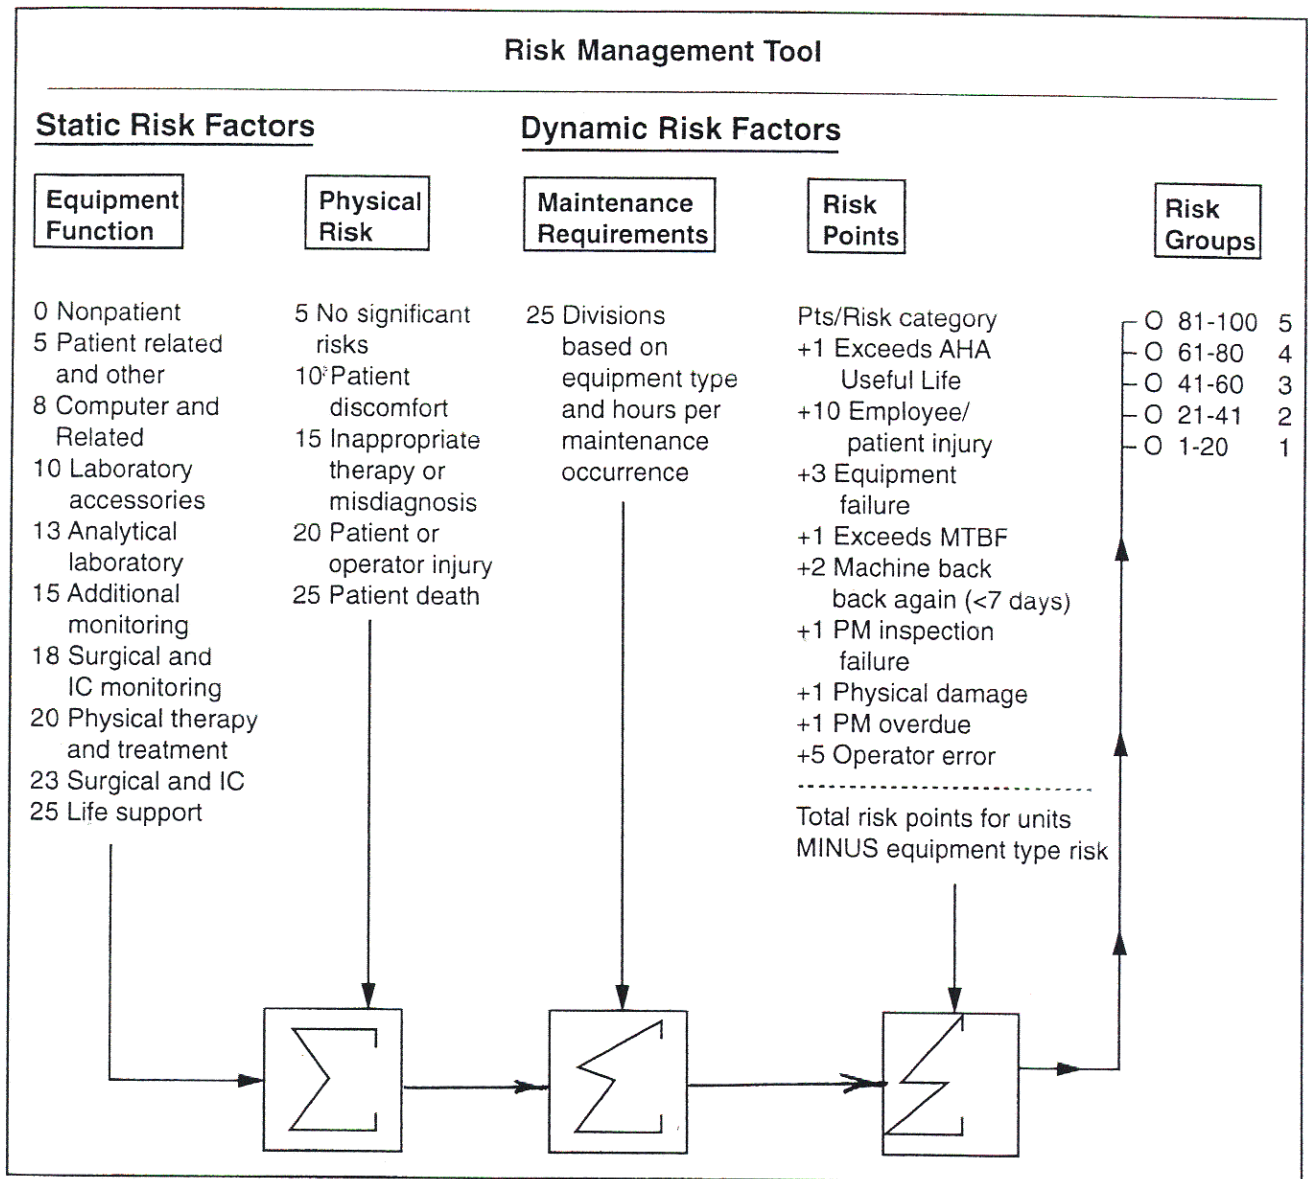 Risk Management Tool
Static Risk Factors
Dynamic Risk Factors
Equipment
Function
Physical
Risk
Maintenance
Requirements
Risk
Points
Risk
Groups
0 Nonpatient
5 Patient related
and other
8 Computer and
Related
10 Laboratory
accessories
13 Analytical
laboratory
15 Additional
monitoring
18 Surgical and
IC monitoring
20 Physical therapy
and treatment
23 Surgical and IC
25 Life support
5 No significant
risks
10 Patient
discomfort
15 Inappropriate
therapy or
misdiagnosis
20 Patient or
operator injury
25 Patient death
25 Divisions
based on
equipment type
and hours per
maintenance
occurrence
Pts/Risk category
+1 Exceeds AHA
Useful Life
+10 Employee/
patient injury
+3 Equipment
failure
+1 Exceeds MTBF
+2 Machine back
back again (<7 days)
+1 PM inspection
failure
+1 Physical damage
+1 PM overdue
+5 Operator error
Total risk points for units
MINUS equipment type risk
O 81-100 5
O 61-80 4
O 41-60 3
O 21-41 2
O 1-20 1
Σ
Σ
Σ